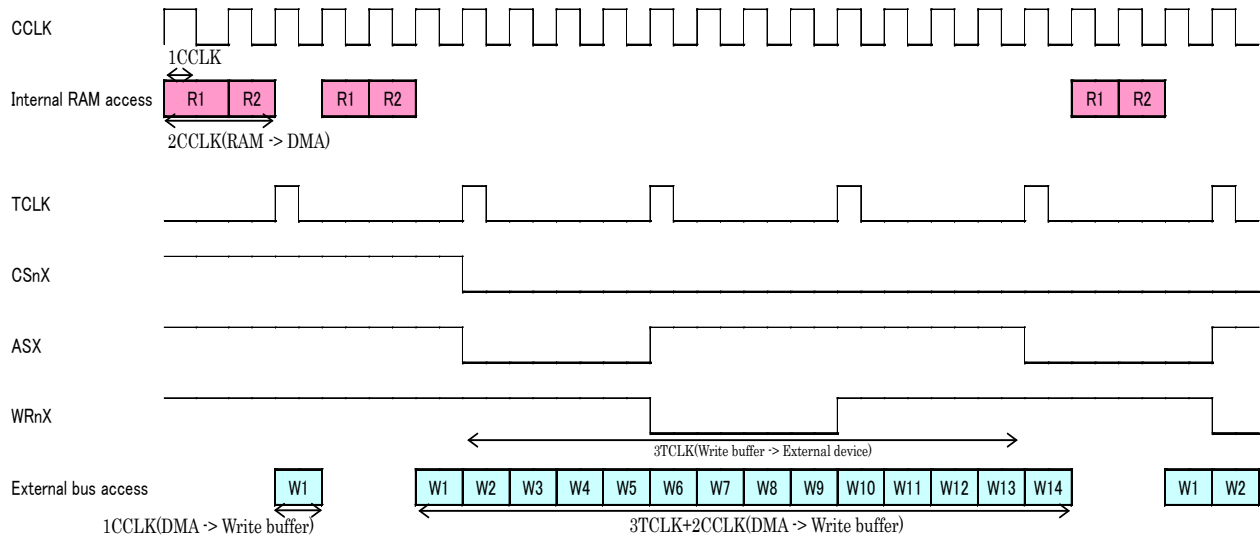 CCLK
1CCLK
Internal RAM access R1 R2 R1 R2 R1 R2
2CCLK(RAM -> DMA)
TCLK
CSnX
ASX
WRnX
3TCLK(Write buffer -> External device)
External bus access W1 W1 W2 W3 W4 W5 W6 W7 W8 W9 W10 W11 W12 W13 W14 W1 W2
1CCLK(DMA -> Write buffer) 3TCLK+2CCLK(DMA -> Write buffer)